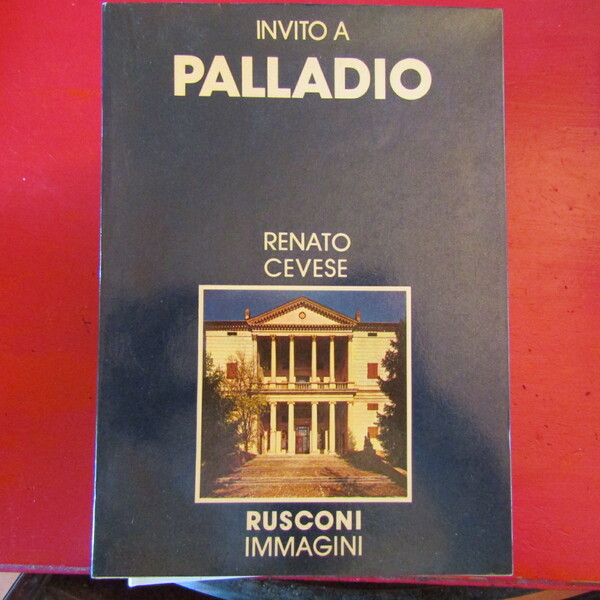 INVITO A
PALLADIO
RENATO
CEVESE
RUSCONI
IMMAGINI